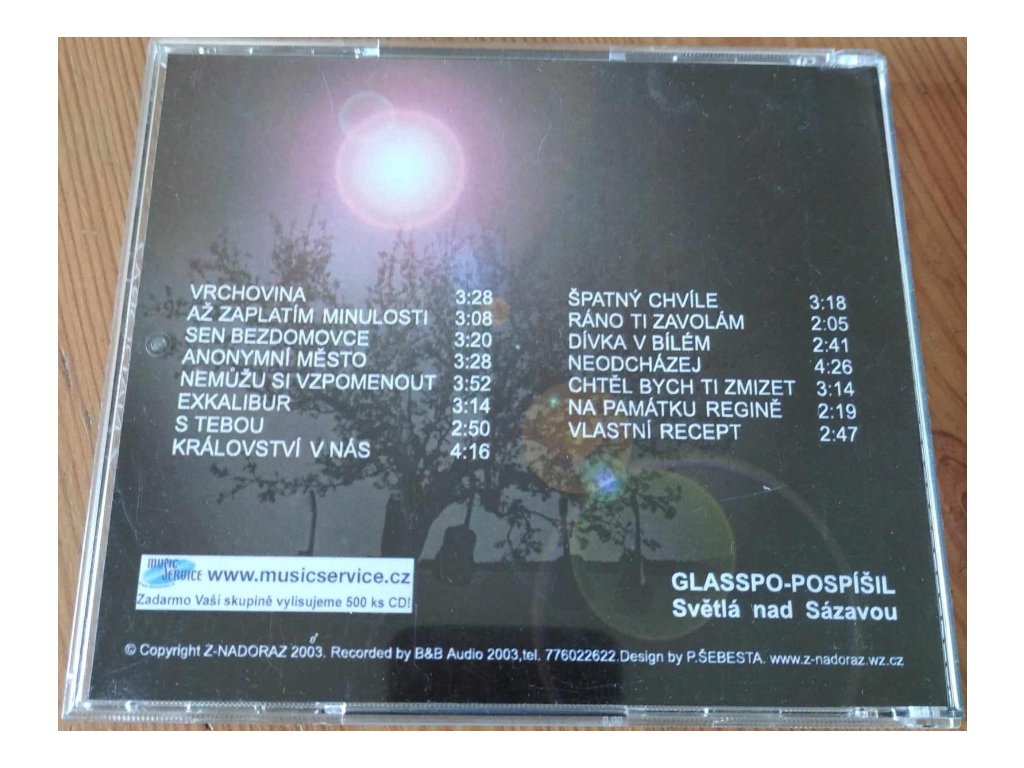 VRCHOVINA 3:28
AŽ ZAPLATÍM MINULOSTI 3:08
SEN BEZDOMOVCE 3:20
ANONYMNÍ MĚSTO 3:28
NEMŮŽU SI VZPOMENOUT 3:52
EXKALIBUR 3:14
S TEBOU 2:50
KRÁLOVSTVÍ V NÁS 4:16
ŠPATNÝ CHVÍLE 3:18
RÁNO TI ZAVOLÁM 2:05
DÍVKA V BÍLÉM 2:41
NEODCHÁZEJ 4:26
CHTĚL BYCH TI ZMIZET 3:14
NA PAMÁTKU REGINĚ 2:19
VLASTNÍ RECEPT 2:47
MUSIC SERVICE www.musicservice.cz
Zadarmo Vaší skupině vylisujeme 500 ks CD!
GLASSPO-POSPÍŠIL
Světlá nad Sázavou
© Copyright Z-NADORAZ 2003. Recorded by B&B Audio 2003,tel. 776022622.Design by P.ŠEBESTA. www.z-nadoraz.wz.cz